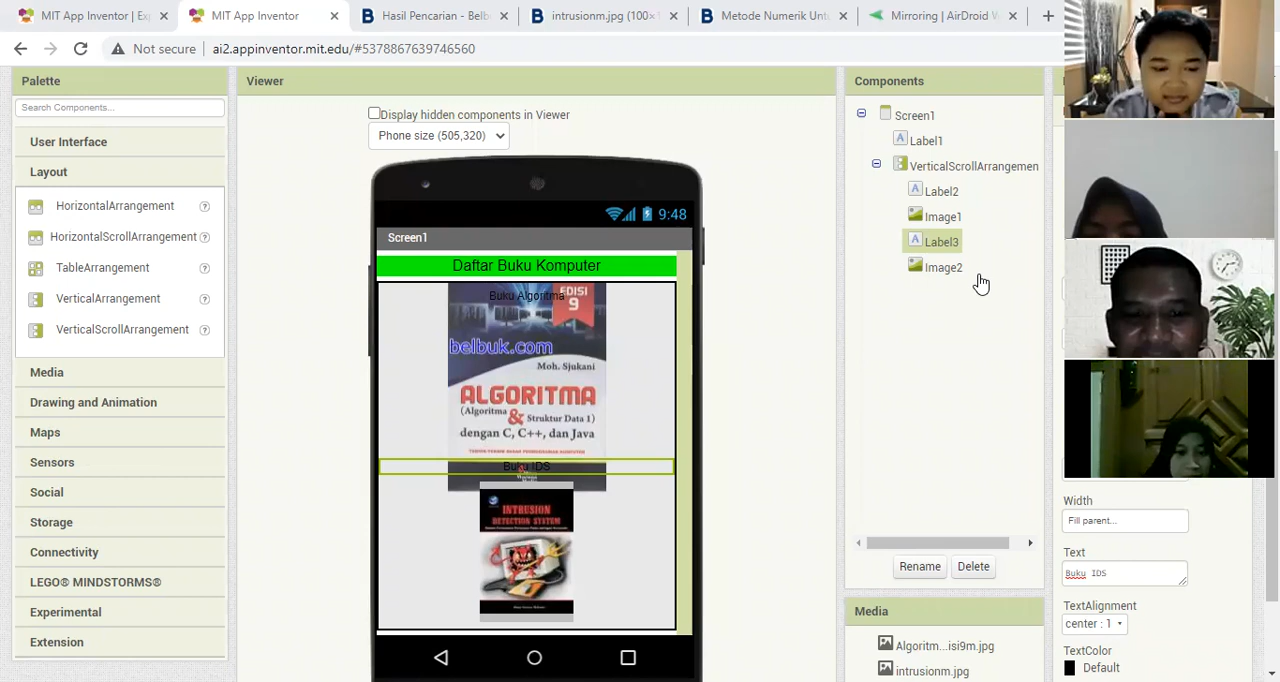 MIT App Inventor | Ex
MIT App Inventor
Hasil Pencarian - Belb
intrusionm.jpg (100×1
Metode Numerik Untu
Mirroring | AirDroid W
Not secure
ai2.appinventor.mit.edu/#5378867639746560
Palette
Search Components...
User Interface
Layout
HorizontalArrangement
HorizontalScrollArrangement
TableArrangement
VerticalArrangement
VerticalScrollArrangement
Media
Drawing and Animation
Maps
Sensors
Social
Storage
Connectivity
LEGO® MINDSTORMS®
Experimental
Extension
Viewer
Display hidden components in Viewer
Phone size (505,320)
9:48
Screen1
Daftar Buku Komputer
Buku Algoritma
EDISI
9
belbuk.com
Moh. Sjukani
ALGORITMA
(Algoritma
& Struktur Data 1)
dengan C, C++, dan Java
Buku IDS
INTRUSION
DETECTION SYSTEM
Components
Screen1
Label1
VerticalScrollArrangemen
Label2
Image1
Label3
Image2
Rename
Delete
Media
Algoritm...isi9m.jpg
intrusionm.jpg
Width
Fill parent...
Text
Buku IDS
TextAlignment
center : 1
TextColor
Default